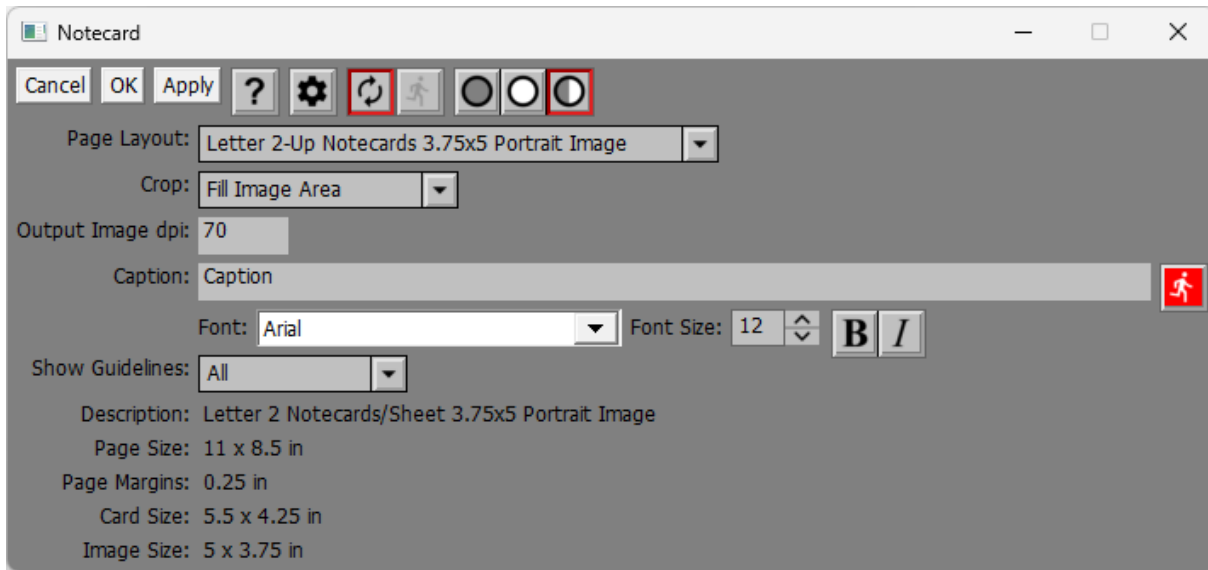 Notecard
Cancel OK Apply ?
Page Layout: Letter 2-Up Notecards 3.75x5 Portrait Image
Crop: Fill Image Area
Output Image dpi: 70
Caption: Caption
Font: Arial Font Size: 12 B I
Show Guidelines: All
Description: Letter 2 Notecards/Sheet 3.75x5 Portrait Image
Page Size: 11 x 8.5 in
Page Margins: 0.25 in
Card Size: 5.5 x 4.25 in
Image Size: 5 x 3.75 in